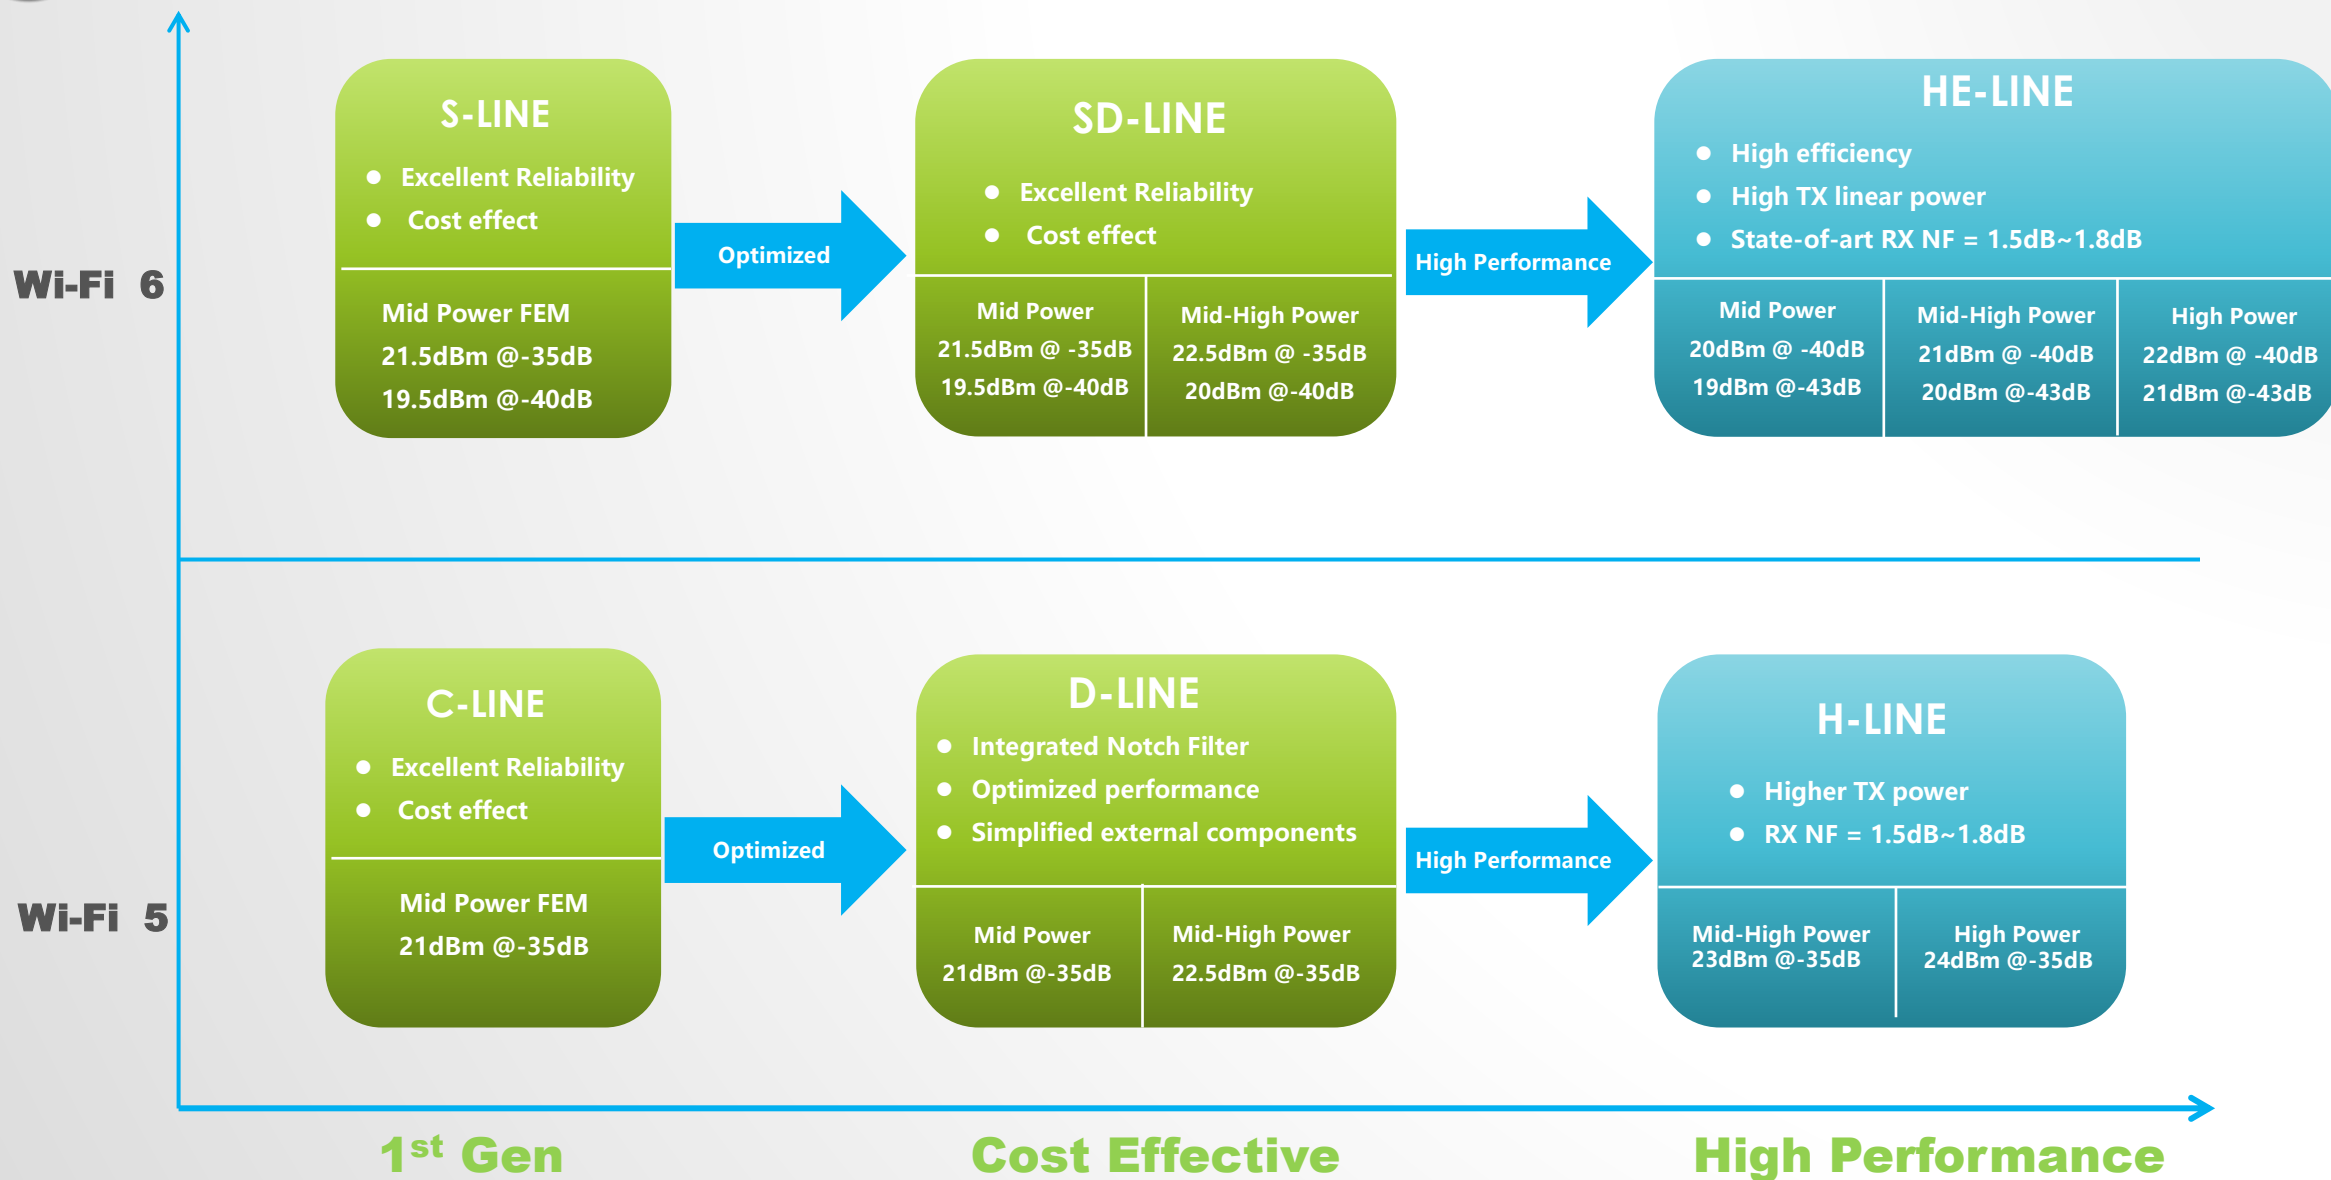 Wi-Fi 6
S-LINE
Excellent Reliability
Cost effect
Mid Power FEM
21.5dBm @-35dB
19.5dBm @-40dB
Optimized
SD-LINE
Excellent Reliability
Cost effect
Mid Power
21.5dBm @ -35dB
19.5dBm @-40dB
Mid-High Power
22.5dBm @ -35dB
20dBm @-40dB
High Performance
HE-LINE
High efficiency
High TX linear power
State-of-art RX NF = 1.5dB~1.8dB
Mid Power
20dBm @ -40dB
19dBm @-43dB
Mid-High Power
21dBm @ -40dB
20dBm @-43dB
High Power
22dBm @ -40dB
21dBm @-43dB
Wi-Fi 5
C-LINE
Excellent Reliability
Cost effect
Mid Power FEM
21dBm @-35dB
Optimized
D-LINE
Integrated Notch Filter
Optimized performance
Simplified external components
Mid Power
21dBm @-35dB
Mid-High Power
22.5dBm @-35dB
High Performance
H-LINE
Higher TX power
RX NF = 1.5dB~1.8dB
Mid-High Power
23dBm @-35dB
High Power
24dBm @-35dB
1st Gen
Cost Effective
High Performance